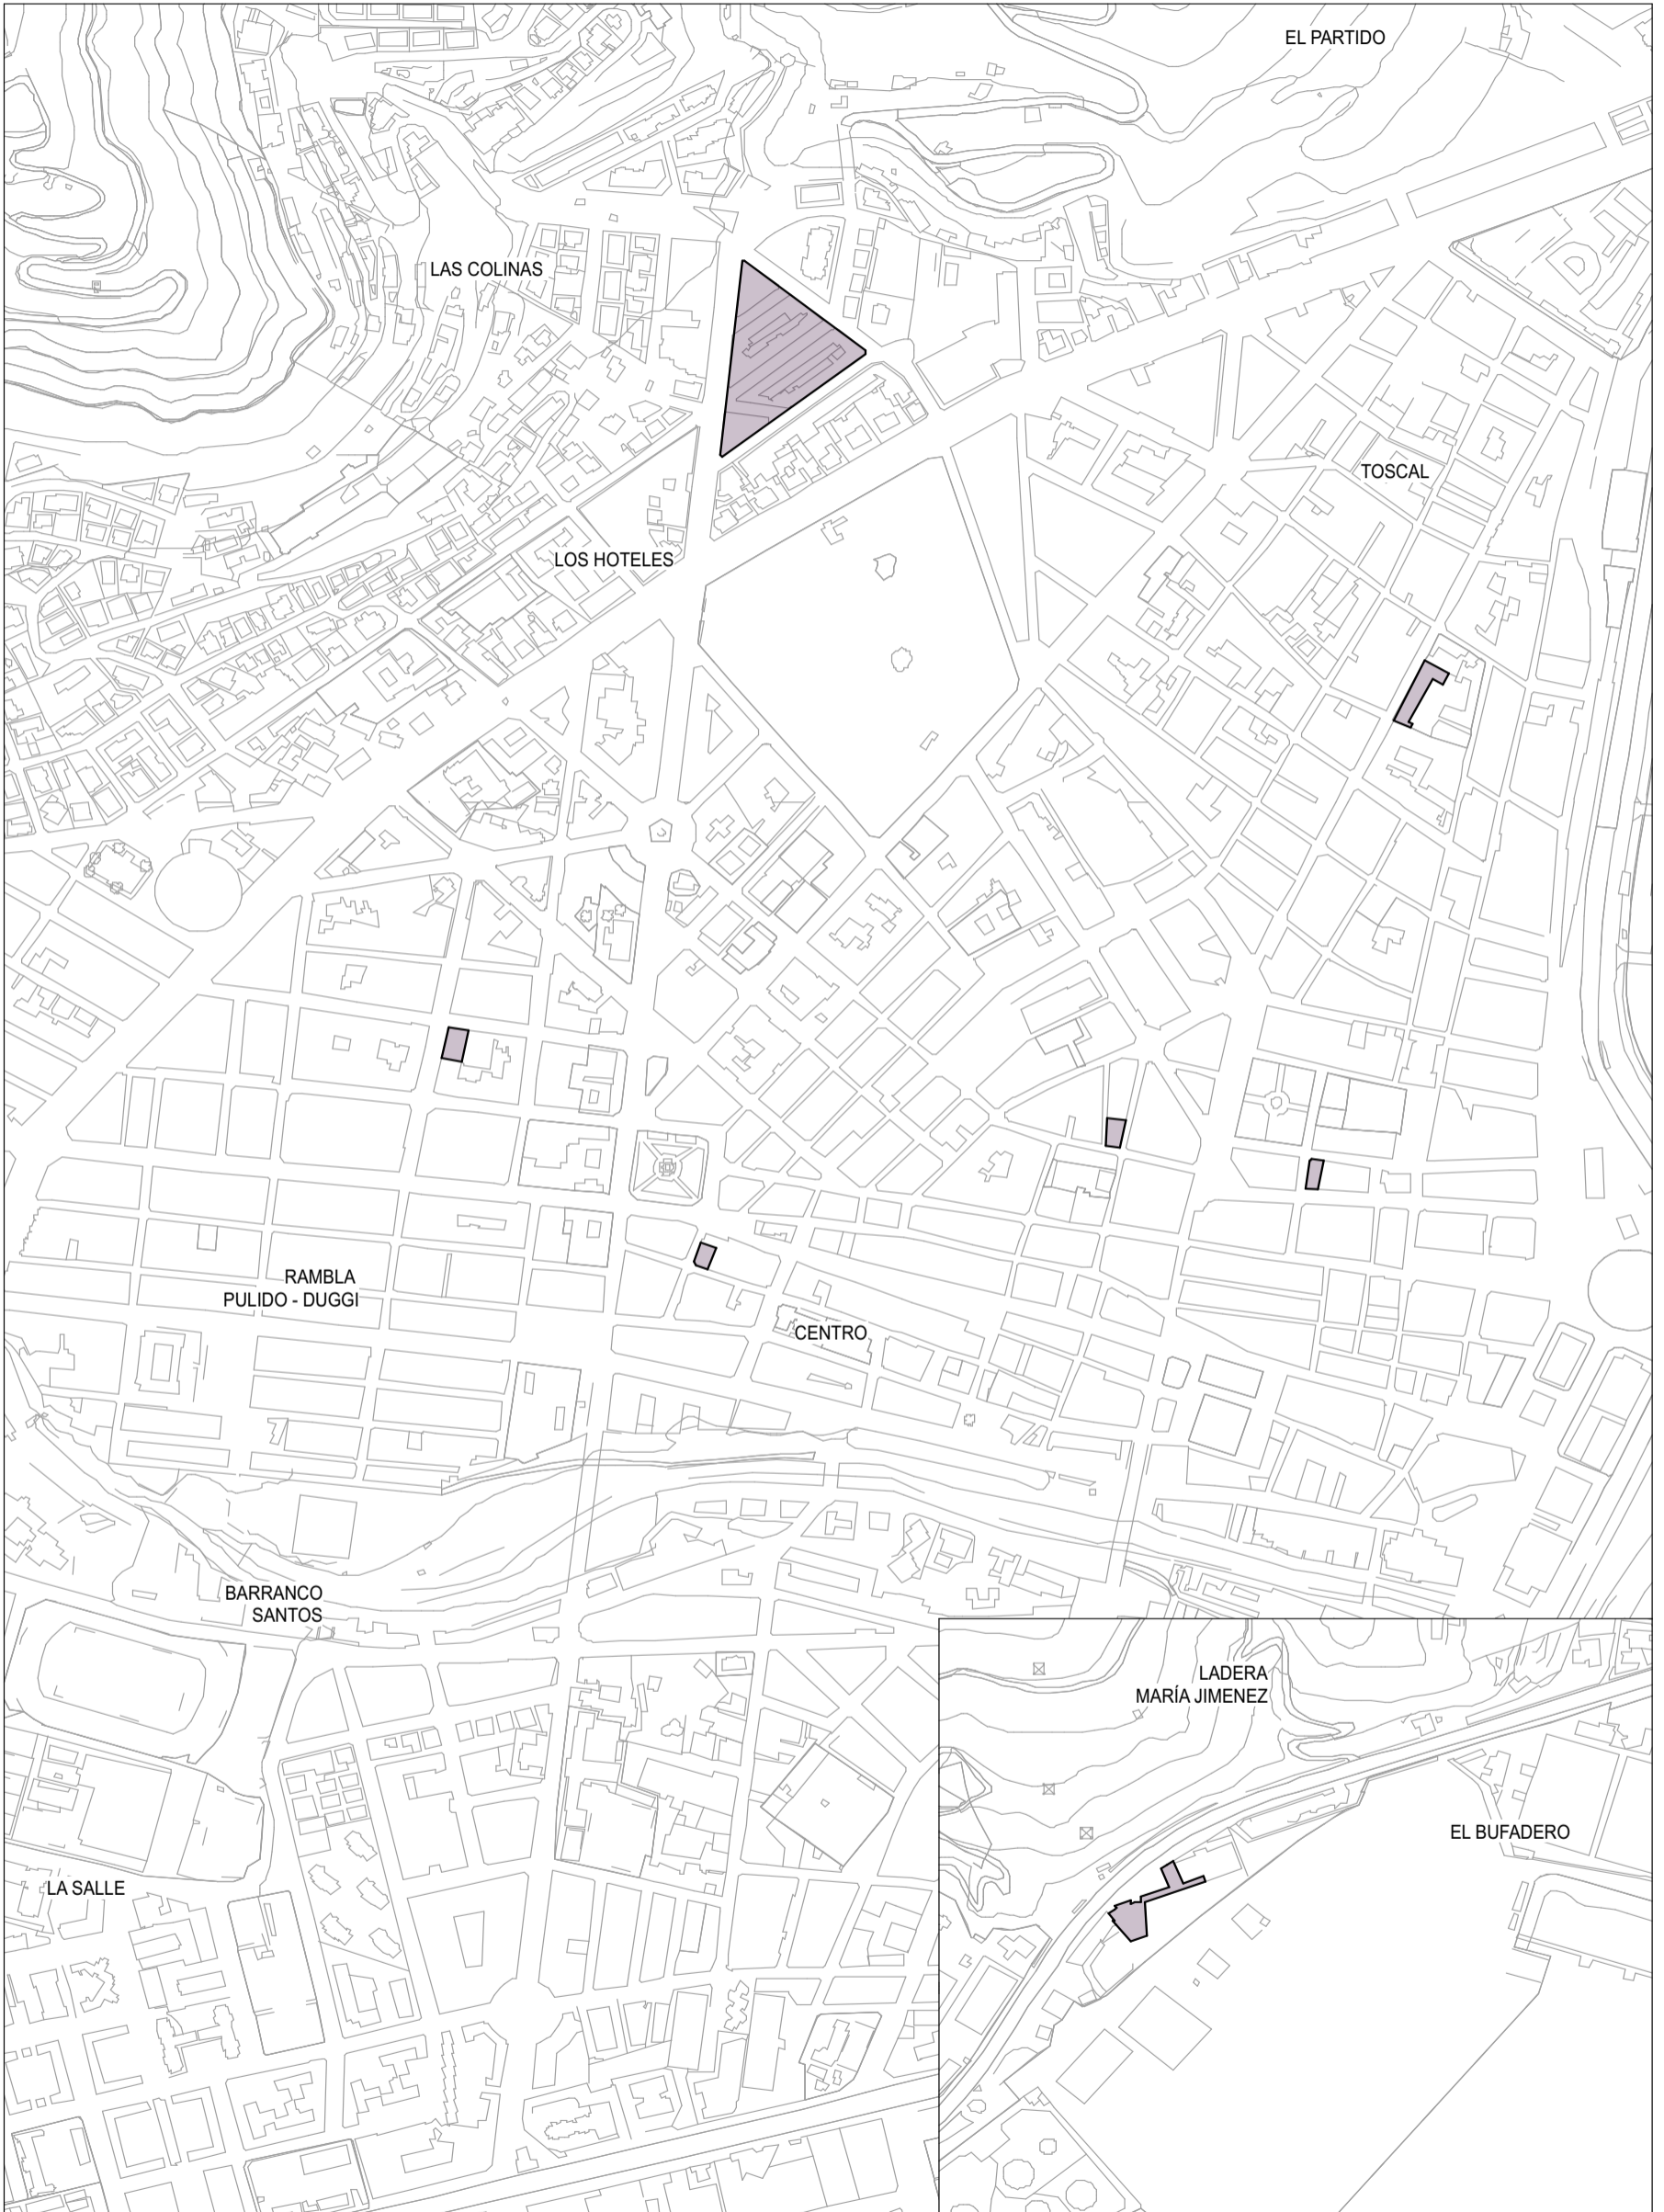 EL PARTIDO
LAS COLINAS
TOSCAL
LOS HOTELES
RAMBLA
PULIDO - DUGGI
CENTRO
BARRANCO
SANTOS
LADERA
MARÍA JIMENEZ
EL BUFADERO
LA SALLE